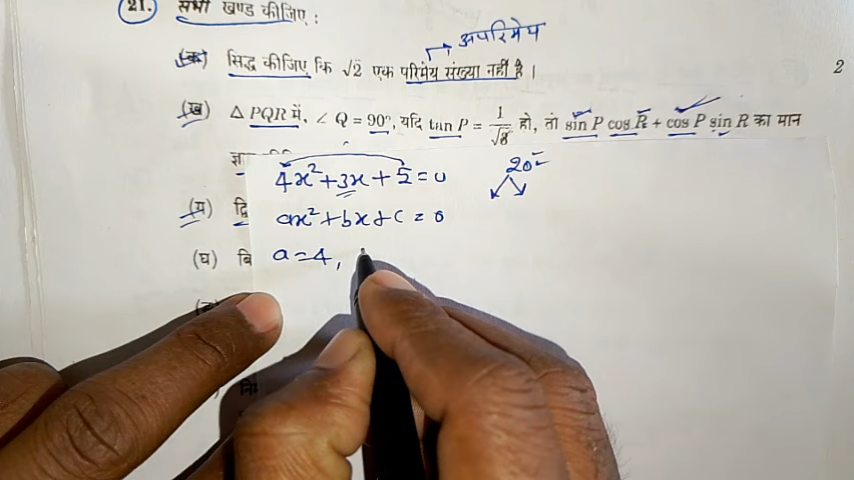 21. सभी खण्ड कीजिए :
अपरिमेय
(क) सिद्ध कीजिए कि √2 एक परिमेय संख्या नहीं है । 2
(ख) △ PQR में, ∠ Q = 90°, यदि tan P = 1/√8 हो, तो sin P cos R + cos P sin R का मान
4x² + 3x + 5 = 0
20
(ग) द्वि
ax² + bx + c = 0
(घ) बि
a = 4,